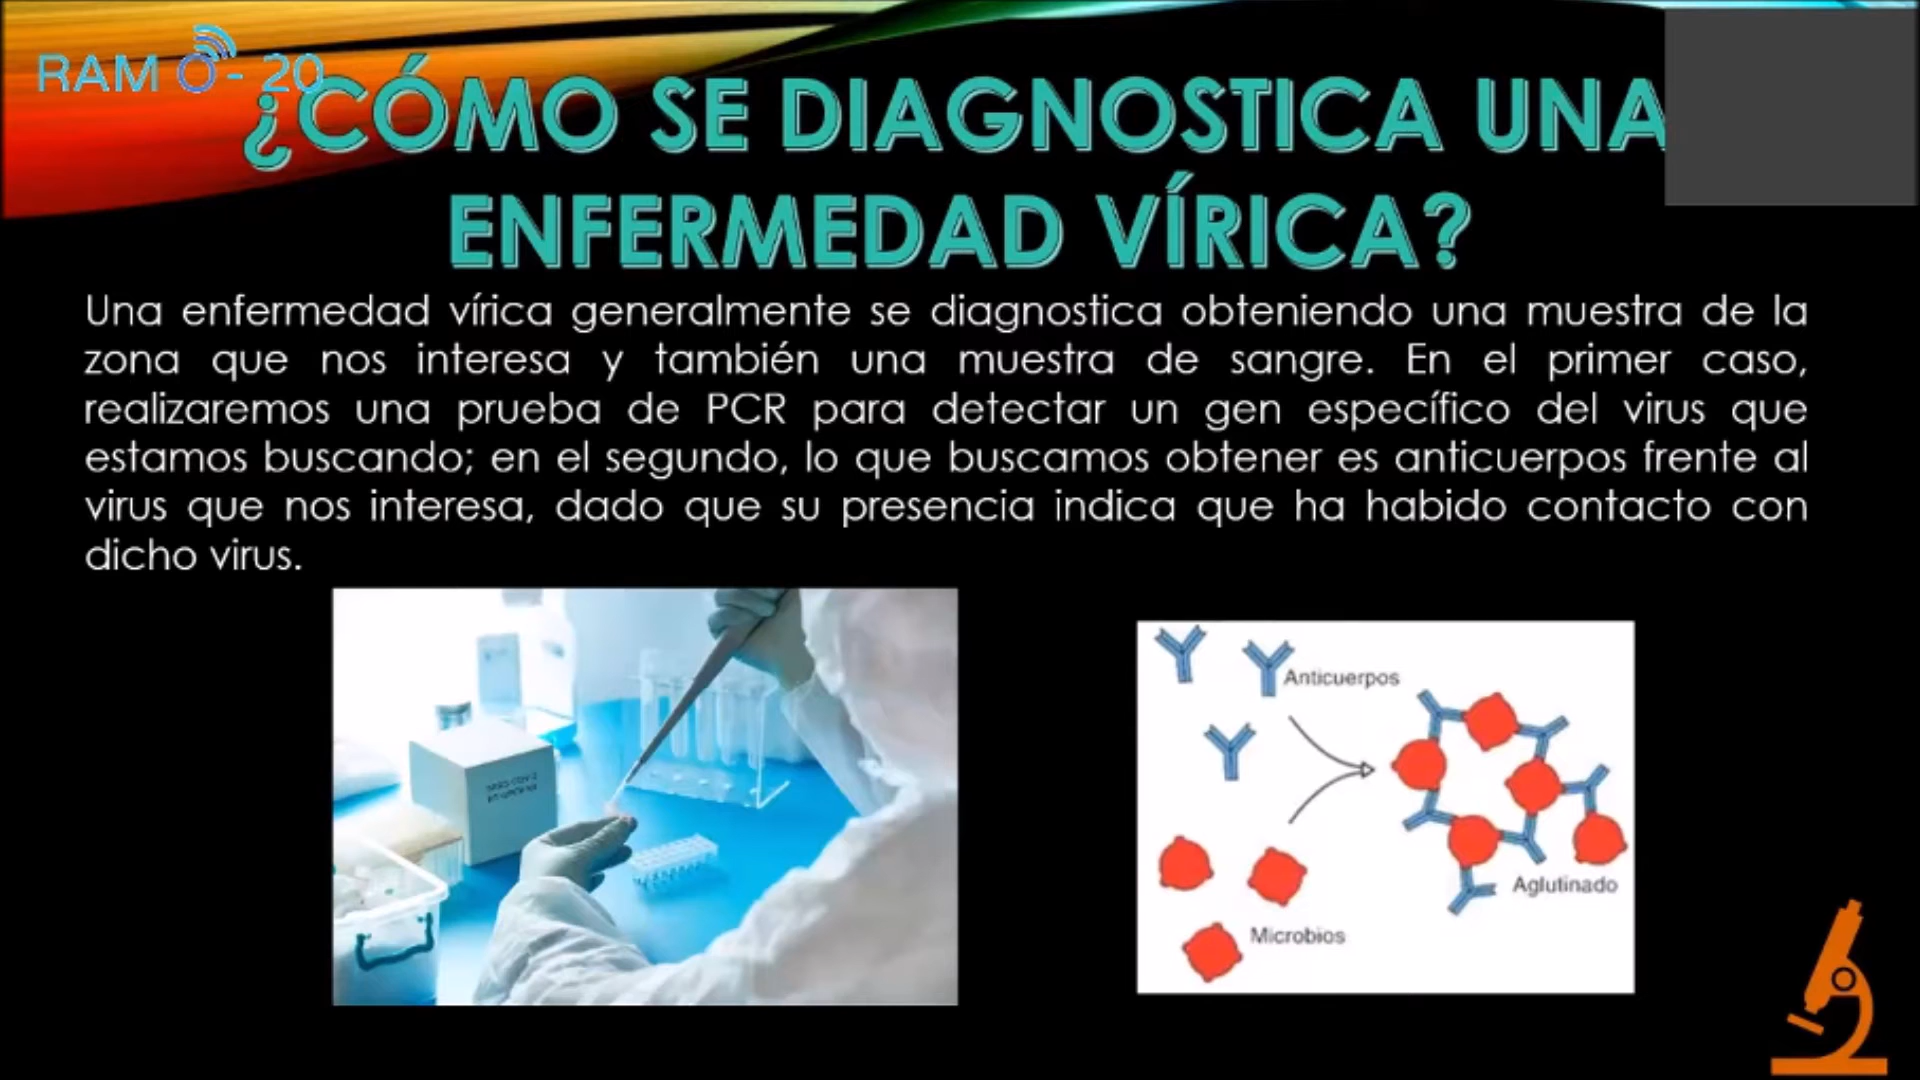 RAM O - 20
¿CÓMO SE DIAGNOSTICA UNA
ENFERMEDAD VÍRICA?
Una enfermedad vírica generalmente se diagnostica obteniendo una muestra de la
zona que nos interesa y también una muestra de sangre. En el primer caso,
realizaremos una prueba de PCR para detectar un gen específico del virus que
estamos buscando; en el segundo, lo que buscamos obtener es anticuerpos frente al
virus que nos interesa, dado que su presencia indica que ha habido contacto con
dicho virus.
Anticuerpos
Aglutinado
Microbios